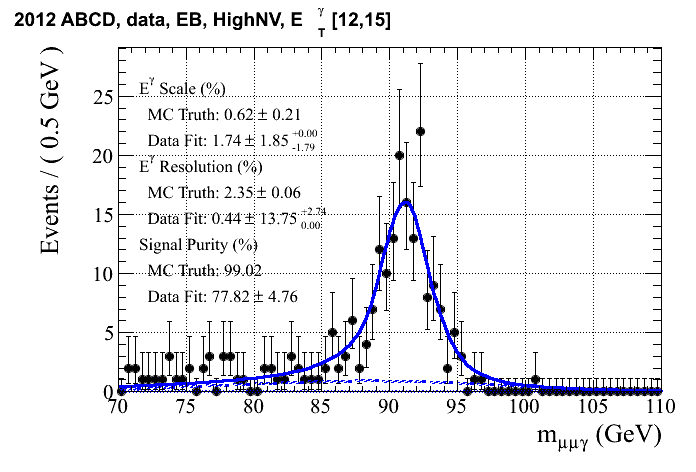 2012 ABCD, data, EB, HighNV, E γ T [12,15]
Events / ( 0.5 GeV )
E^γ Scale (%)
MC Truth: 0.62 ± 0.21
Data Fit: 1.74 ± 1.85 +0.00 -1.79
E^γ Resolution (%)
MC Truth: 2.35 ± 0.06
Data Fit: 0.44 ± 13.75 +2.74 0.00
Signal Purity (%)
MC Truth: 99.02
Data Fit: 77.82 ± 4.76
25
20
15
10
5
0
70 75 80 85 90 95 100 105 110
m_μμγ (GeV)